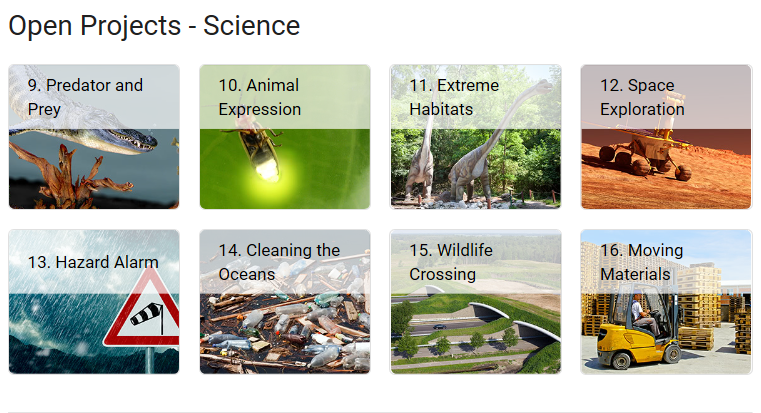 Open Projects - Science
9. Predator and
Prey
10. Animal
Expression
11. Extreme
Habitats
12. Space
Exploration
13. Hazard Alarm
14. Cleaning the
Oceans
15. Wildlife
Crossing
16. Moving
Materials